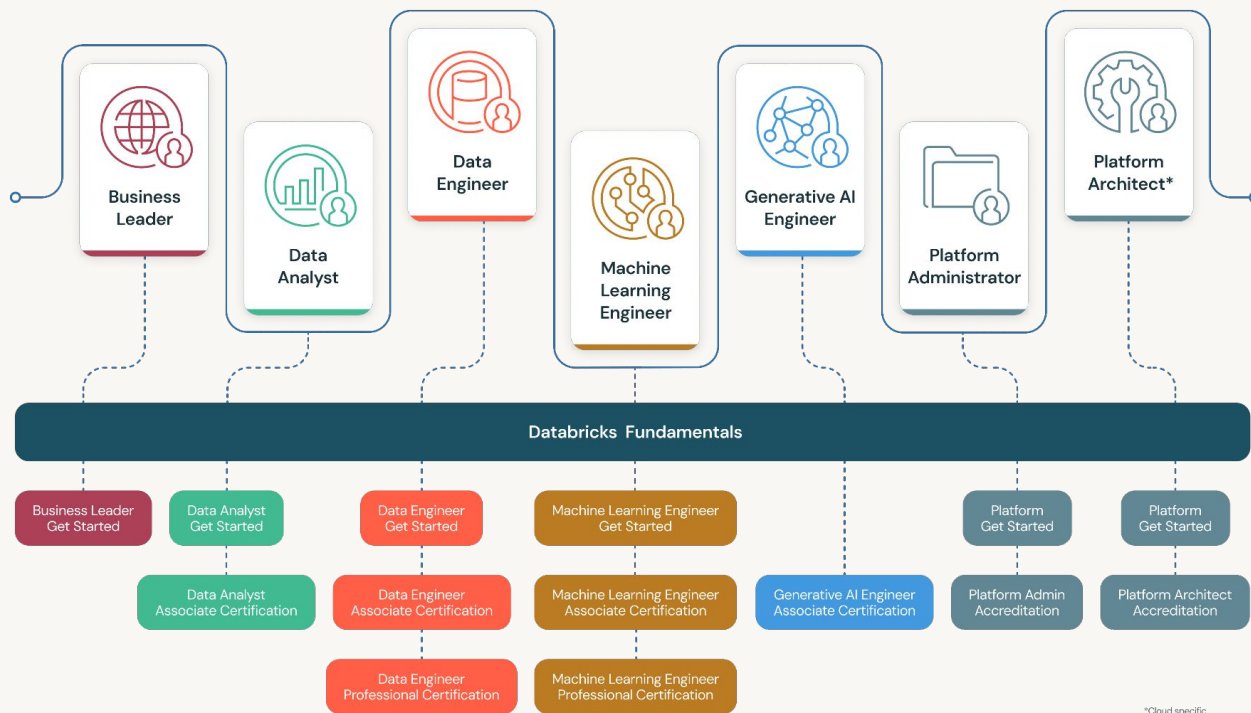 Business
Leader
Data
Analyst
Data
Engineer
Machine
Learning
Engineer
Generative AI
Engineer
Platform
Administrator
Platform
Architect*
Databricks Fundamentals
Business Leader
Get Started
Data Analyst
Get Started
Data Engineer
Get Started
Machine Learning Engineer
Get Started
Platform
Get Started
Platform
Get Started
Data Analyst
Associate Certification
Data Engineer
Associate Certification
Machine Learning Engineer
Associate Certification
Generative AI Engineer
Associate Certification
Platform Admin
Accreditation
Platform Architect
Accreditation
Data Engineer
Professional Certification
Machine Learning Engineer
Professional Certification
*Cloud specific